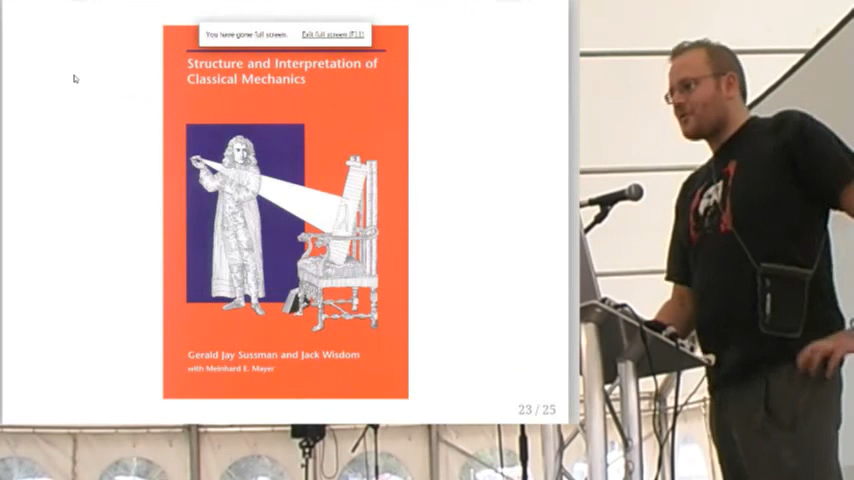 You have gone full screen. Exit full screen (F11)
Structure and Interpretation of
Classical Mechanics
Gerald Jay Sussman and Jack Wisdom
with Meinhard E. Mayer
23 / 25